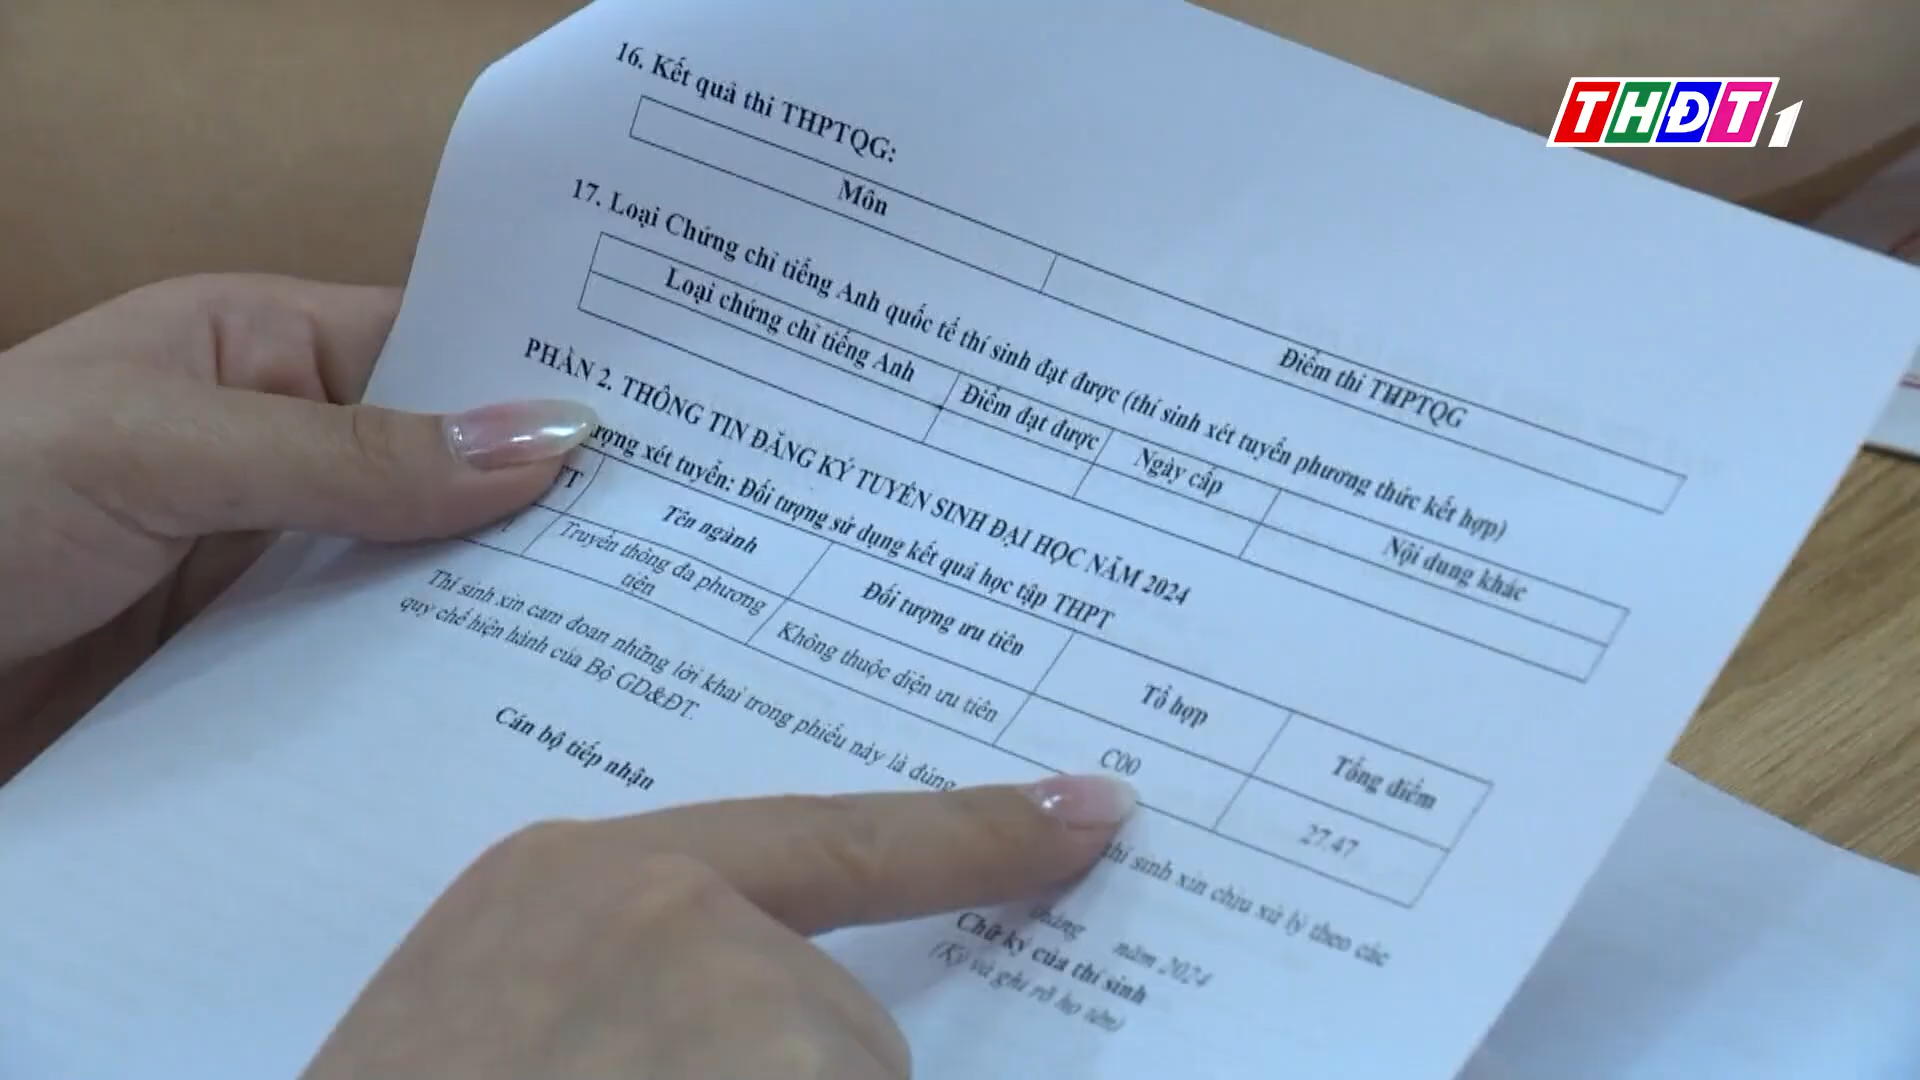 THĐT1
16. Kết quả thi THPTQG:
Môn
Điểm thi THPTQG
17. Loại Chứng chỉ tiếng Anh quốc tế thí sinh đạt được (thí sinh xét tuyển phương thức kết hợp)
Loại chứng chỉ tiếng Anh
Điểm đạt được
Ngày cấp
Nội dung khác
PHẦN 2. THÔNG TIN ĐĂNG KÝ TUYỂN SINH ĐẠI HỌC NĂM 2024
xét tuyển: Đối tượng sử dụng kết quả học tập THPT
Tên ngành
Đối tượng ưu tiên
Tổ hợp
Tổng điểm
Truyền thông đa phương
tiện
Không thuộc diện ưu tiên
C00
27.47
Thí sinh xin cam đoan những lời khai trong phiếu này là đúng thí sinh xin chịu xử lý theo các
quy chế hiện hành của Bộ GD&ĐT.
tháng năm 2024
Cán bộ tiếp nhận
Chữ ký của thí sinh
(Ký và ghi rõ họ tên)